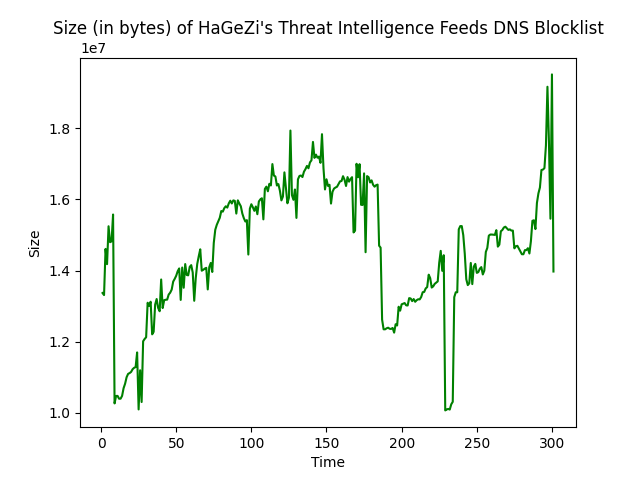 Size (in bytes) of HaGeZi's Threat Intelligence Feeds DNS Blocklist
1e7
1.8
1.6
1.4
1.2
1.0
Size
0 50 100 150 200 250 300
Time